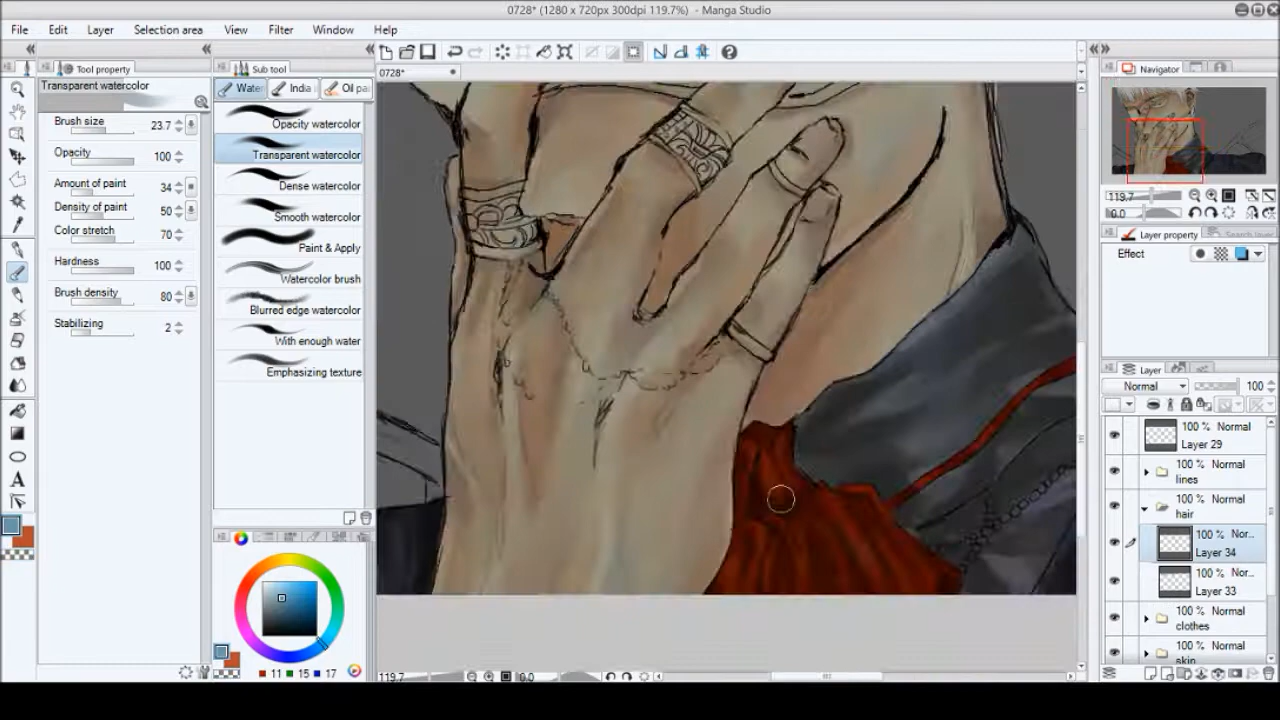 0728* (1280 x 720px 300dpi 119.7%) - Manga Studio
File Edit Layer Selection area View Filter Window Help
Tool property
Transparent watercolor
Brush size 23.7
Opacity 100
Amount of paint 34
Density of paint 50
Color stretch 70
Hardness 100
Brush density 80
Stabilizing 2
Sub tool
Water India Oil pa
Opacity watercolor
Transparent watercolor
Dense watercolor
Smooth watercolor
Paint & Apply
Watercolor brush
Blurred edge watercolor
With enough water
Emphasizing texture
11 15 17
0728*
119.7 0.0
Navigator
119.7
0.0
Layer property
Search layer
Effect
Layer
Normal 100
100 % Normal
Layer 29
100 % Normal
lines
100 % Normal
hair
100 % Nor...
Layer 34
100 % Nor...
Layer 33
100 % Normal
clothes
100 % Normal
skin